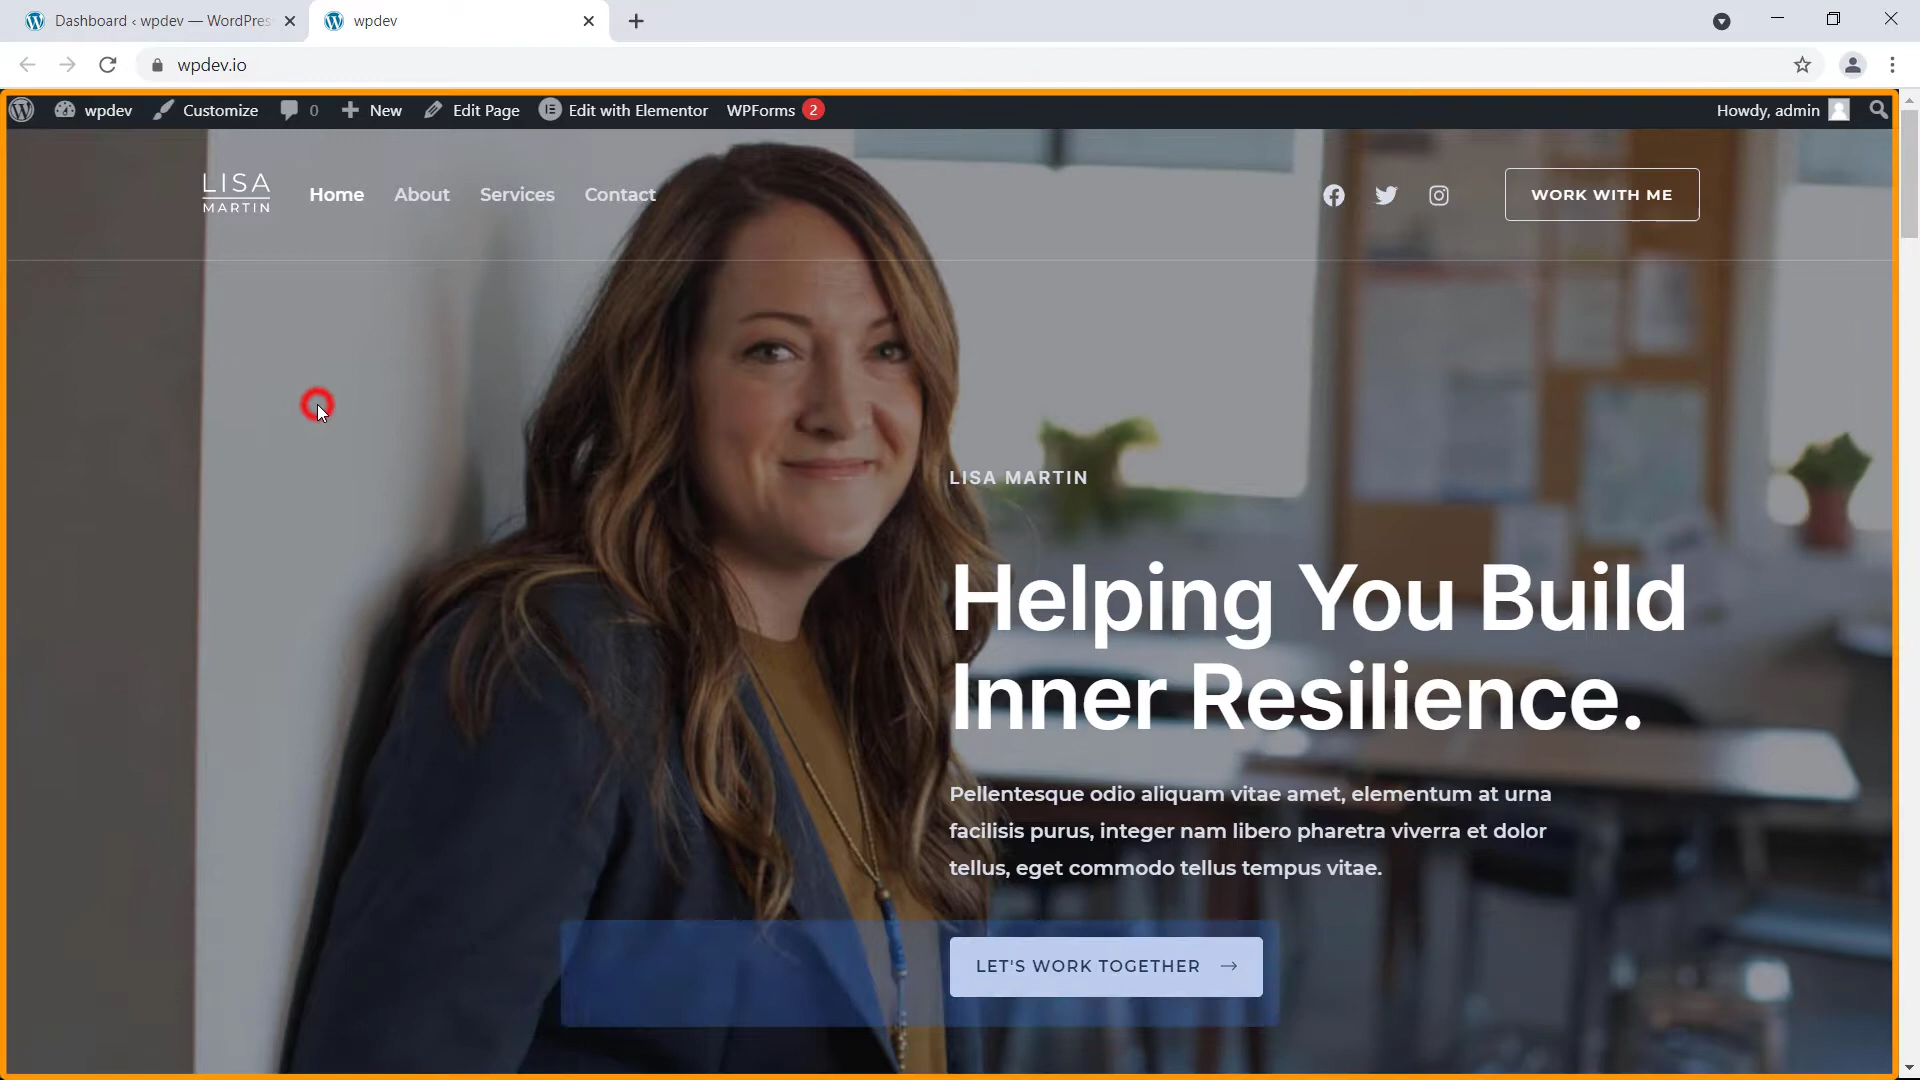 Dashboard ‹ wpdev — WordPres
wpdev
wpdev.io
wpdev
Customize
0
New
Edit Page
Edit with Elementor
WPForms
2
Howdy, admin
LISA
MARTIN
Home
About
Services
Contact
WORK WITH ME
LISA MARTIN
Helping You Build
Inner Resilience.
Pellentesque odio aliquam vitae amet, elementum at urna
facilisis purus, integer nam libero pharetra viverra et dolor
tellus, eget commodo tellus tempus vitae.
LET'S WORK TOGETHER →